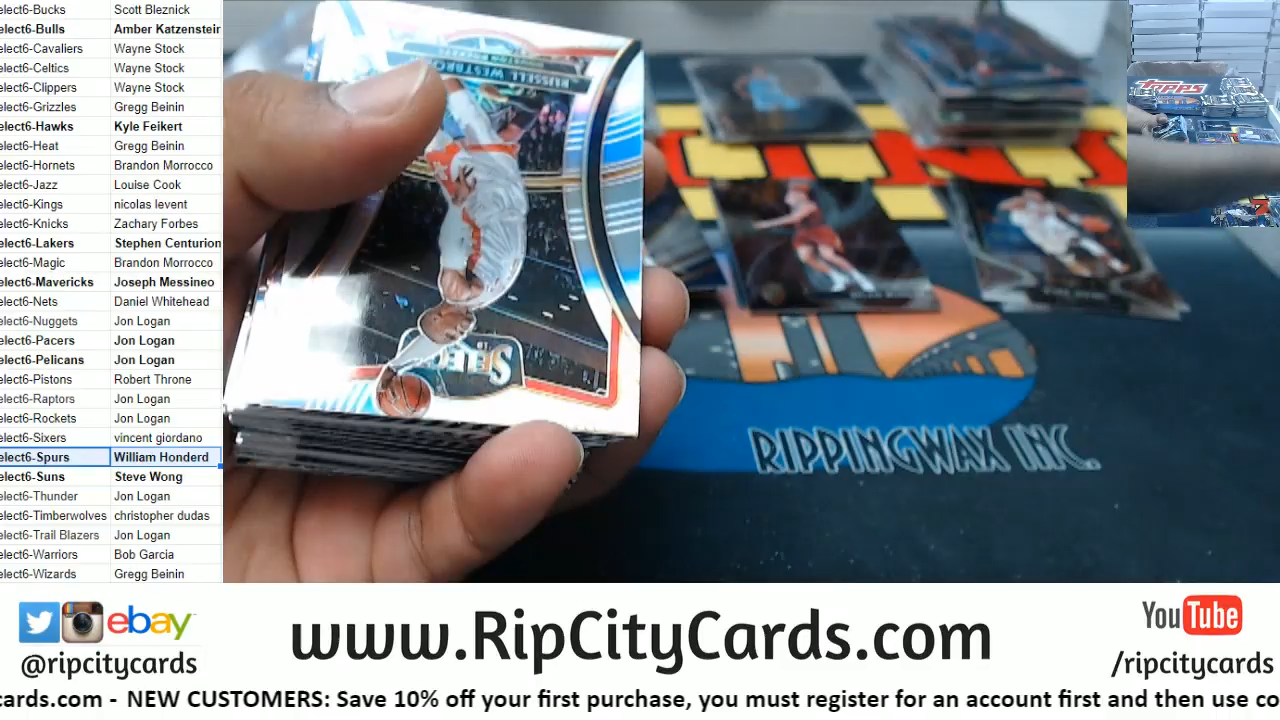 elect6-Bucks Scott Bleznick
elect6-Bulls Amber Katzenstein
elect6-Cavaliers Wayne Stock
elect6-Celtics Wayne Stock
elect6-Clippers Wayne Stock
elect6-Grizzles Gregg Beinin
elect6-Hawks Kyle Feikert
elect6-Heat Gregg Beinin
elect6-Hornets Brandon Morrocco
elect6-Jazz Louise Cook
elect6-Kings nicolas levent
elect6-Knicks Zachary Forbes
elect6-Lakers Stephen Centurion
elect6-Magic Brandon Morrocco
elect6-Mavericks Joseph Messineo
elect6-Nets Daniel Whitehead
elect6-Nuggets Jon Logan
elect6-Pacers Jon Logan
elect6-Pelicans Jon Logan
elect6-Pistons Robert Throne
elect6-Raptors Jon Logan
elect6-Rockets Jon Logan
elect6-Sixers vincent giordano
elect6-Spurs William Honderd
elect6-Suns Steve Wong
elect6-Thunder Jon Logan
elect6-Timberwolves christopher dudas
elect6-Trail Blazers Jon Logan
elect6-Warriors Bob Garcia
elect6-Wizards Gregg Beinin
HOUSTON ROCKETS
RUSSELL WESTBRO
SELEC
topps
RIPPINGWAX INC.
ebay
@ripcitycards
www.RipCityCards.com
YouTube
/ripcitycards
cards.com - NEW CUSTOMERS: Save 10% off your first purchase, you must register for an account first and then use co